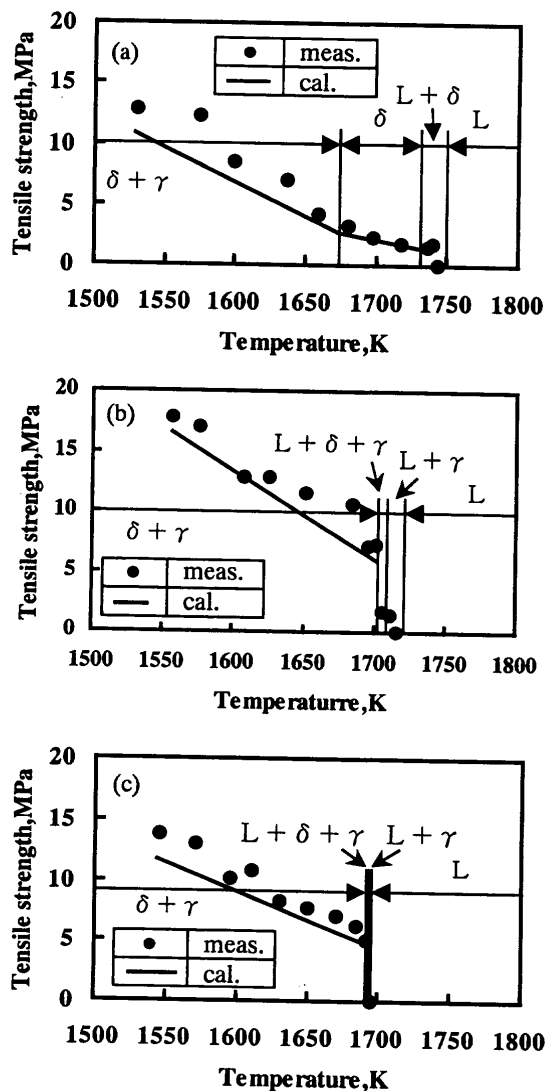 20
(a)
meas.
cal.
15
L + δ
δ
L
10
δ + γ
5
0
Tensile strength,MPa
1500 1550 1600 1650 1700 1750 1800
Temperature,K
20
(b)
15
L + δ + γ
L + γ
L
10
δ + γ
meas.
cal.
5
0
Tensile strength,MPa
1500 1550 1600 1650 1700 1750 1800
Temperaturre,K
20
(c)
15
L + δ + γ
L + γ
L
10
δ + γ
meas.
cal.
5
0
Tensile strength,MPa
1500 1550 1600 1650 1700 1750 1800
Temperature,K